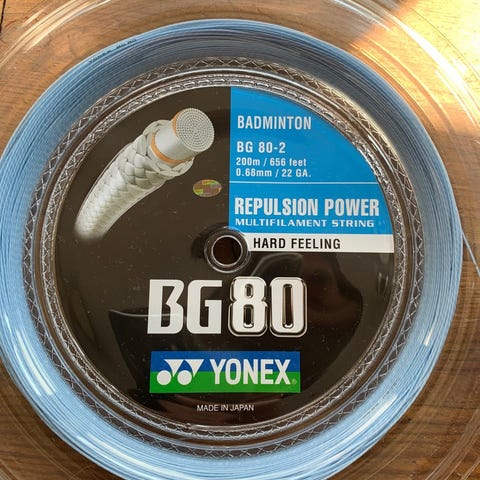 BADMINTON
BG 80-2
200m / 656 feet
0.68mm / 22 GA.
REPULSION POWER
MULTIFILAMENT STRING
HARD FEELING
BG80
YONEX®
MADE IN JAPAN